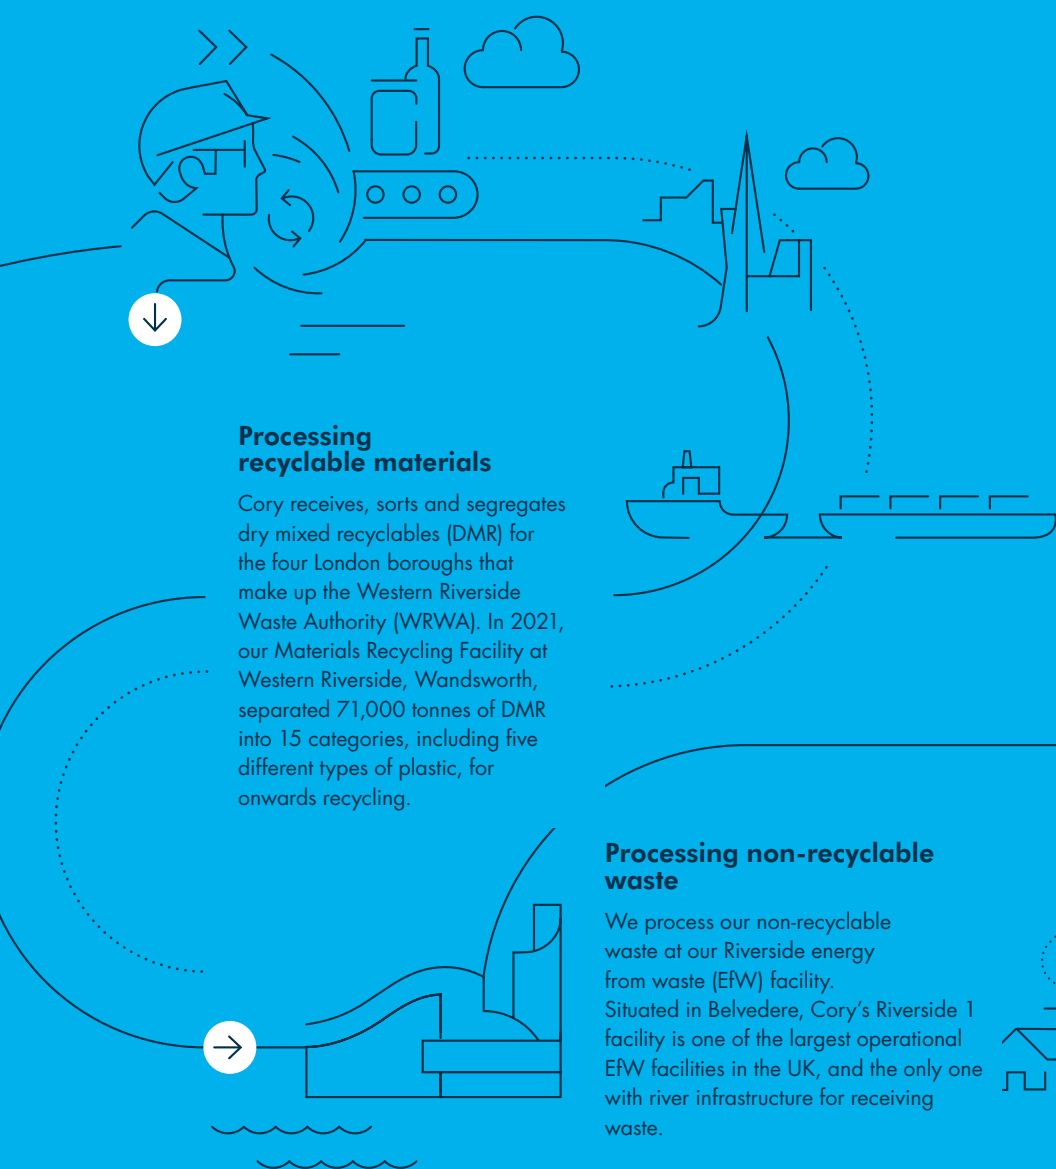 Processing
recyclable materials
Cory receives, sorts and segregates
dry mixed recyclables (DMR) for
the four London boroughs that
make up the Western Riverside
Waste Authority (WRWA). In 2021,
our Materials Recycling Facility at
Western Riverside, Wandsworth,
separated 71,000 tonnes of DMR
into 15 categories, including five
different types of plastic, for
onwards recycling.
Processing non-recyclable
waste
We process our non-recyclable
waste at our Riverside energy
from waste (EfW) facility.
Situated in Belvedere, Cory’s Riverside 1
facility is one of the largest operational
EfW facilities in the UK, and the only one
with river infrastructure for receiving
waste.